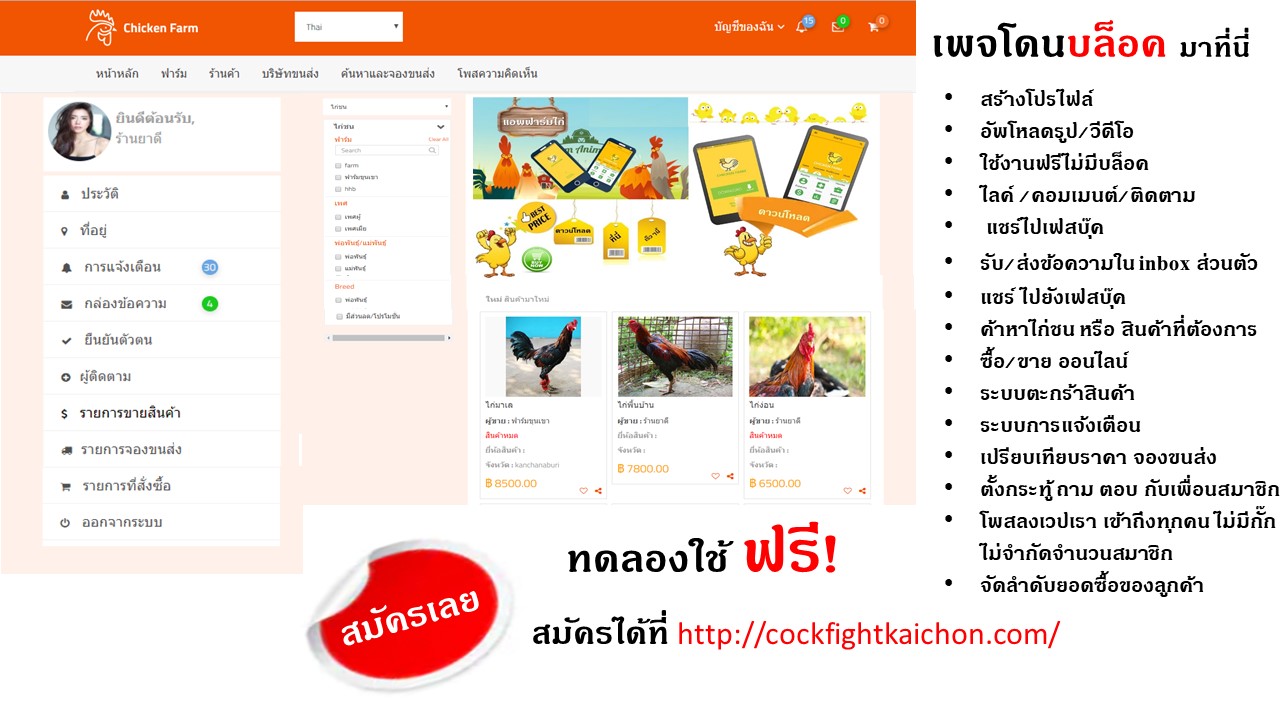 Chicken Farm
Thai
บัญชีของฉัน
15
0
0
หน้าหลัก ฟาร์ม ร้านค้า บริษัทขนส่ง ค้นหาและจองขนส่ง โพสความคิดเห็น
ยินดีต้อนรับ,
ร้านยาดี
ประวัติ
ที่อยู่
การแจ้งเตือน 30
กล่องข้อความ 4
ยืนยันตัวตน
ผู้ติดตาม
รายการขายสินค้า
รายการจองขนส่ง
รายการที่สั่งซื้อ
ออกจากระบบ
ไก่ชน
ไก่ชน
ฟาร์ม Clear All
Search
farm
ฟาร์มขุนเขา
hhb
เพศ
เพศผู้
เพศเมีย
พ่อพันธุ์/แม่พันธุ์
พ่อพันธุ์
แม่พันธุ์
Breed
พ่อพันธุ์
มีส่วนลด/โปรโมชั่น
แอพฟาร์มไก่
BEST PRICE
BUY NOW
ดาวน์โหลด
ที่นี่
ดาวน์โหลด
ใหม่ สินค้ามาใหม่
ไก่มาเด
ผู้ขาย : ฟาร์มขุนเขา
สินค้าหมด
ยี่ห้อสินค้า :
จังหวัด : kanchanaburi
฿ 8500.00
ไก่พื้นบ้าน
ผู้ขาย : ร้านยาดี
ยี่ห้อสินค้า :
จังหวัด :
฿ 7800.00
ไก่ง่อน
ผู้ขาย : ร้านยาดี
สินค้าหมด
ยี่ห้อสินค้า :
จังหวัด :
฿ 6500.00
เพจโดนบล็อค มาที่นี่
• สร้างโปรไฟล์
• อัพโหลดรูป/วีดีโอ
• ใช้งานฟรีไม่มีบล็อค
• ไลค์ /คอมเมนต์/ติดตาม
• แชร์ไปเฟสบุ๊ค
• รับ/ส่งข้อความใน inbox ส่วนตัว
• แชร์ ไปยังเฟสบุ๊ค
• ค้าหาไก่ชน หรือ สินค้าที่ต้องการ
• ซื้อ/ขาย ออนไลน์
• ระบบตะกร้าสินค้า
• ระบบการแจ้งเตือน
• เปรียบเทียบราคา จองขนส่ง
• ตั้งกระทู้ ถาม ตอบ กับเพื่อนสมาชิก
• โพสลงเวปเรา เข้าถึงทุกคน ไม่มีกั๊ก
ไม่จำกัดจำนวนสมาชิก
• จัดลำดับยอดซื้อของลูกค้า
ทดลองใช้ ฟรี!
สมัครเลย
สมัครได้ที่ http://cockfightkaichon.com/